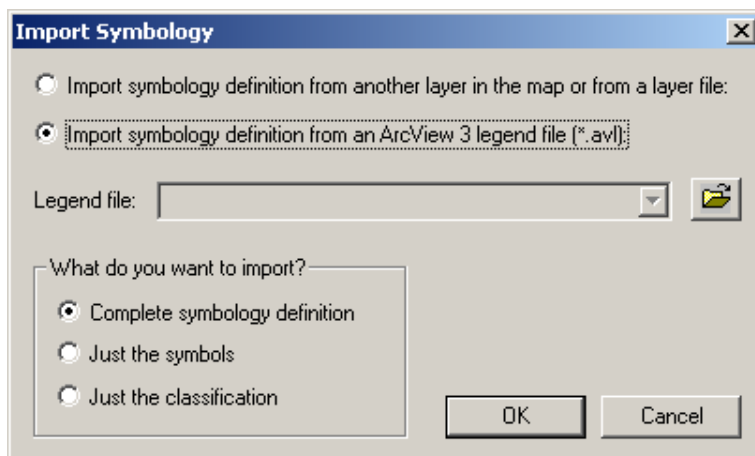 Import Symbology
Import symbology definition from another layer in the map or from a layer file:
Import symbology definition from an ArcView 3 legend file (*.avl):
Legend file:
What do you want to import?
Complete symbology definition
Just the symbols
Just the classification
OK Cancel